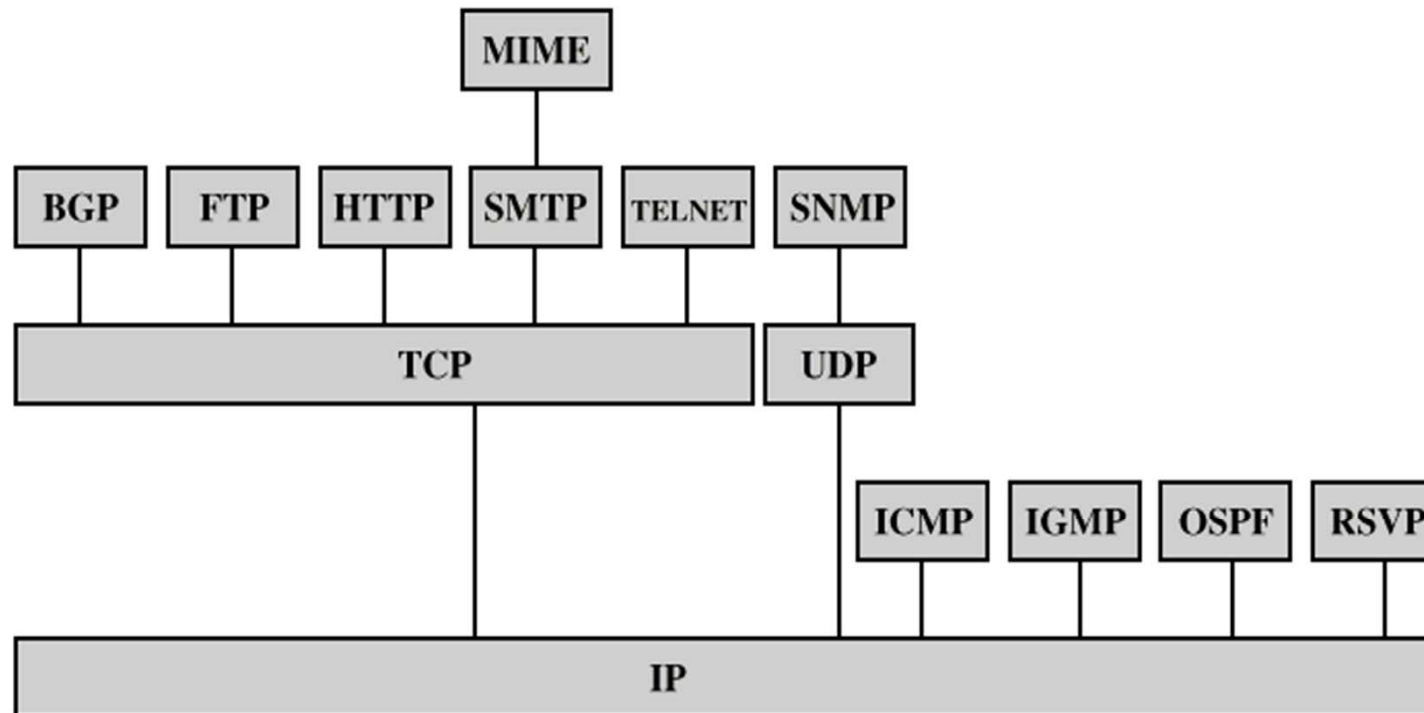 MIME
BGP FTP HTTP SMTP TELNET SNMP
TCP UDP
ICMP IGMP OSPF RSVP
IP